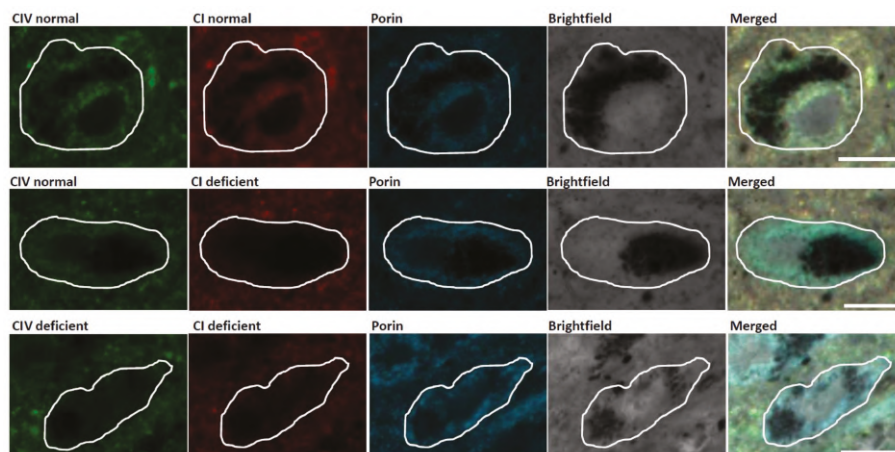 CIV normal CI normal Porin Brightfield Merged
CIV normal CI deficient Porin Brightfield Merged
CIV deficient CI deficient Porin Brightfield Merged